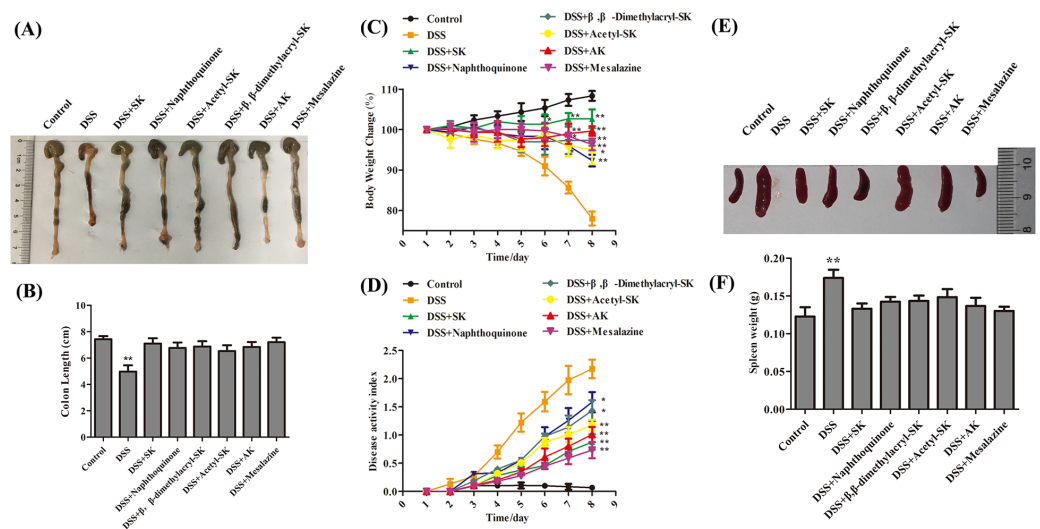 (A)
Control
DSS
DSS+SK
DSS+Naphthoquinone
DSS+Acetyl-SK
DSS+β, β-dimethylacryl-SK
DSS+AK
DSS+Mesalazine
0
1
2
3
4
5
6
7
(B)
Colon Length (cm)
10
8
6
4
2
0
**
Control
DSS
DSS+SK
DSS+Naphthoquinone
DSS+β, β-dimethylacryl-SK
DSS+Acetyl-SK
DSS+AK
DSS+Mesalazine
(C)
Control
DSS
DSS+SK
DSS+Naphthoquinone
DSS+β ,β -Dimethylacryl-SK
DSS+Acetyl-SK
DSS+AK
DSS+Mesalazine
Body Weight Change (%)
110
100
90
80
0 1 2 3 4 5 6 7 8 9
Time/day
(D)
Control
DSS
DSS+SK
DSS+Naphthoquinone
DSS+β ,β -Dimethylacryl-SK
DSS+Acetyl-SK
DSS+AK
DSS+Mesalazine
Disease activity index
2.5
2.0
1.5
1.0
0.5
0.0
*
*
**
**
**
**
0 1 2 3 4 5 6 7 8 9
Time/day
(E)
Control
DSS
DSS+SK
DSS+Naphthoquinone
DSS+β, β-dimethylacryl-SK
DSS+Acetyl-SK
DSS+AK
DSS+Mesalazine
10
9
8
(F)
Spleen weight (g)
0.20
0.15
0.10
0.05
0.00
**
Control
DSS
DSS+SK
DSS+Naphthoquinone
DSS+β,β-dimethylacryl-SK
DSS+Acetyl-SK
DSS+AK
DSS+Mesalazine